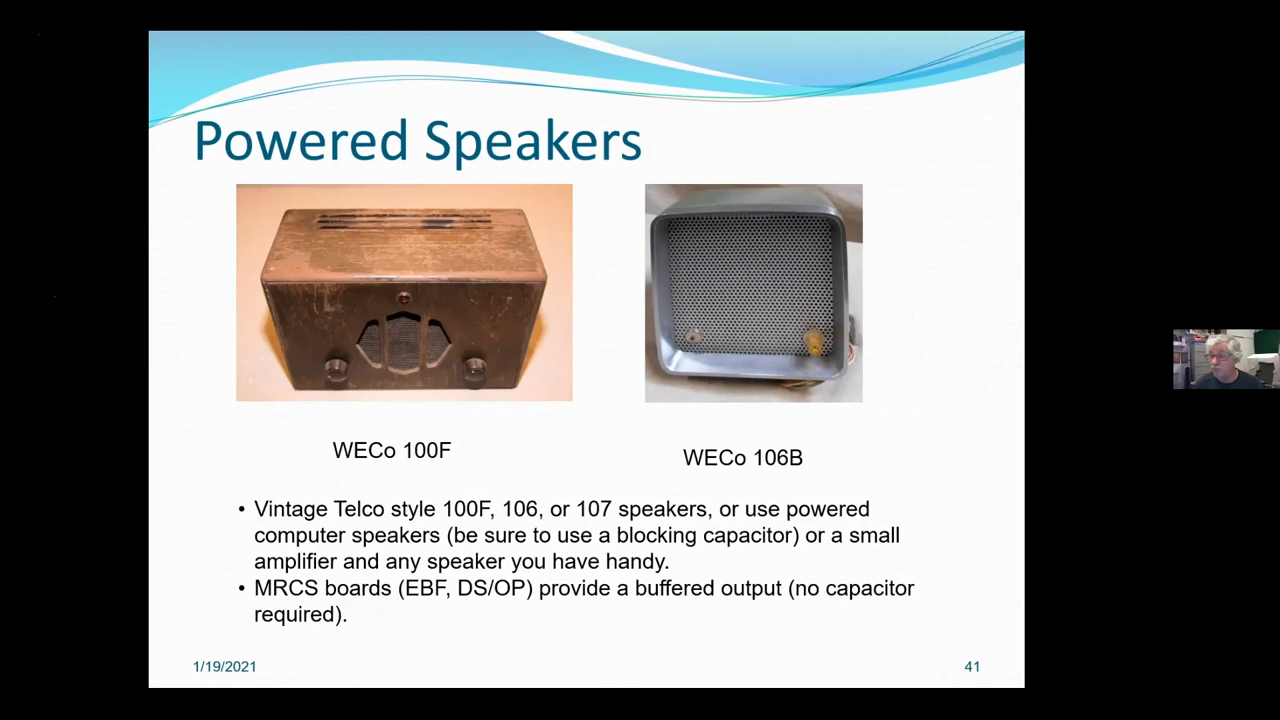 Powered Speakers
WECo 100F
WECo 106B
• Vintage Telco style 100F, 106, or 107 speakers, or use powered
computer speakers (be sure to use a blocking capacitor) or a small
amplifier and any speaker you have handy.
• MRCS boards (EBF, DS/OP) provide a buffered output (no capacitor
required).
1/19/2021
41